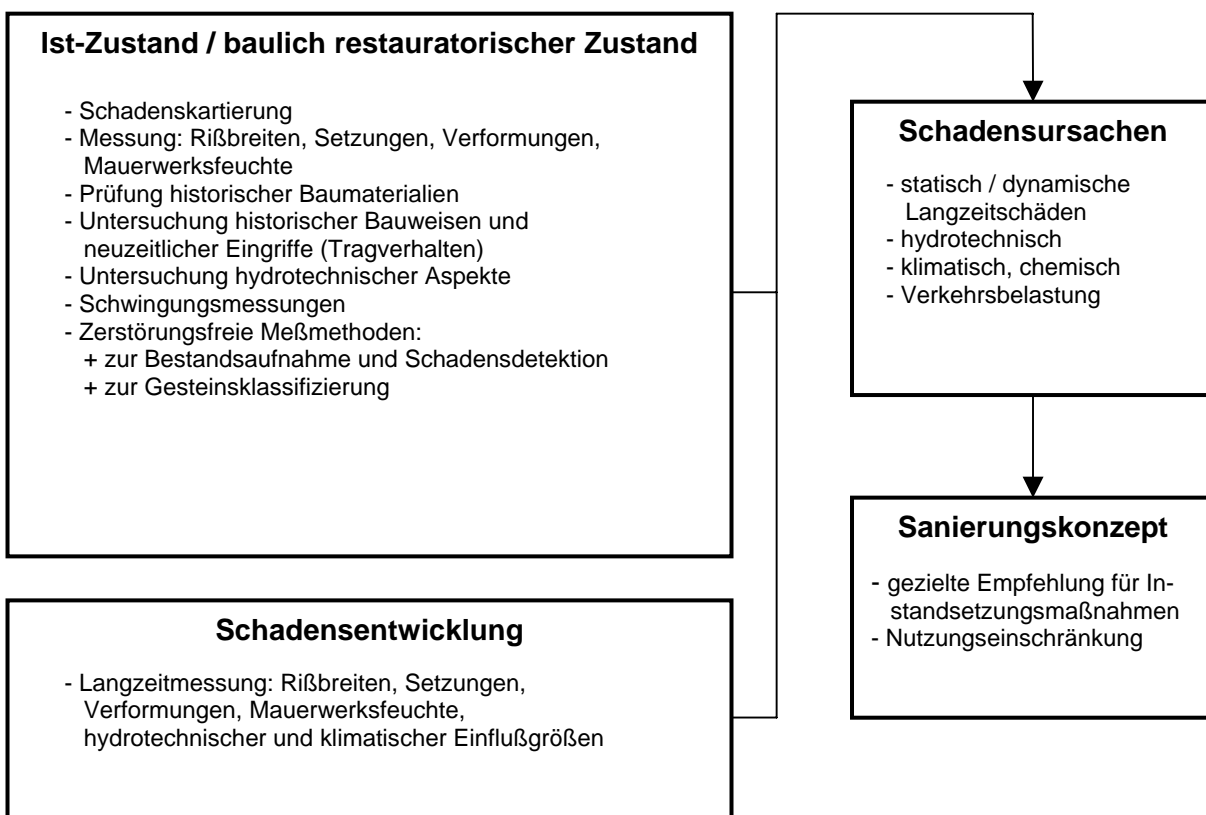 Ist-Zustand / baulich restauratorischer Zustand
- Schadenskartierung
- Messung: Rißbreiten, Setzungen, Verformungen,
Mauerwerksfeuchte
- Prüfung historischer Baumaterialien
- Untersuchung historischer Bauweisen und
neuzeitlicher Eingriffe (Tragverhalten)
- Untersuchung hydrotechnischer Aspekte
- Schwingungsmessungen
- Zerstörungsfreie Meßmethoden:
+ zur Bestandsaufnahme und Schadensdetektion
+ zur Gesteinsklassifizierung
Schadensentwicklung
- Langzeitmessung: Rißbreiten, Setzungen,
Verformungen, Mauerwerksfeuchte,
hydrotechnischer und klimatischer Einflußgrößen
Schadensursachen
- statisch / dynamische
Langzeitschäden
- hydrotechnisch
- klimatisch, chemisch
- Verkehrsbelastung
Sanierungskonzept
- gezielte Empfehlung für In-
standsetzungsmaßnahmen
- Nutzungseinschränkung